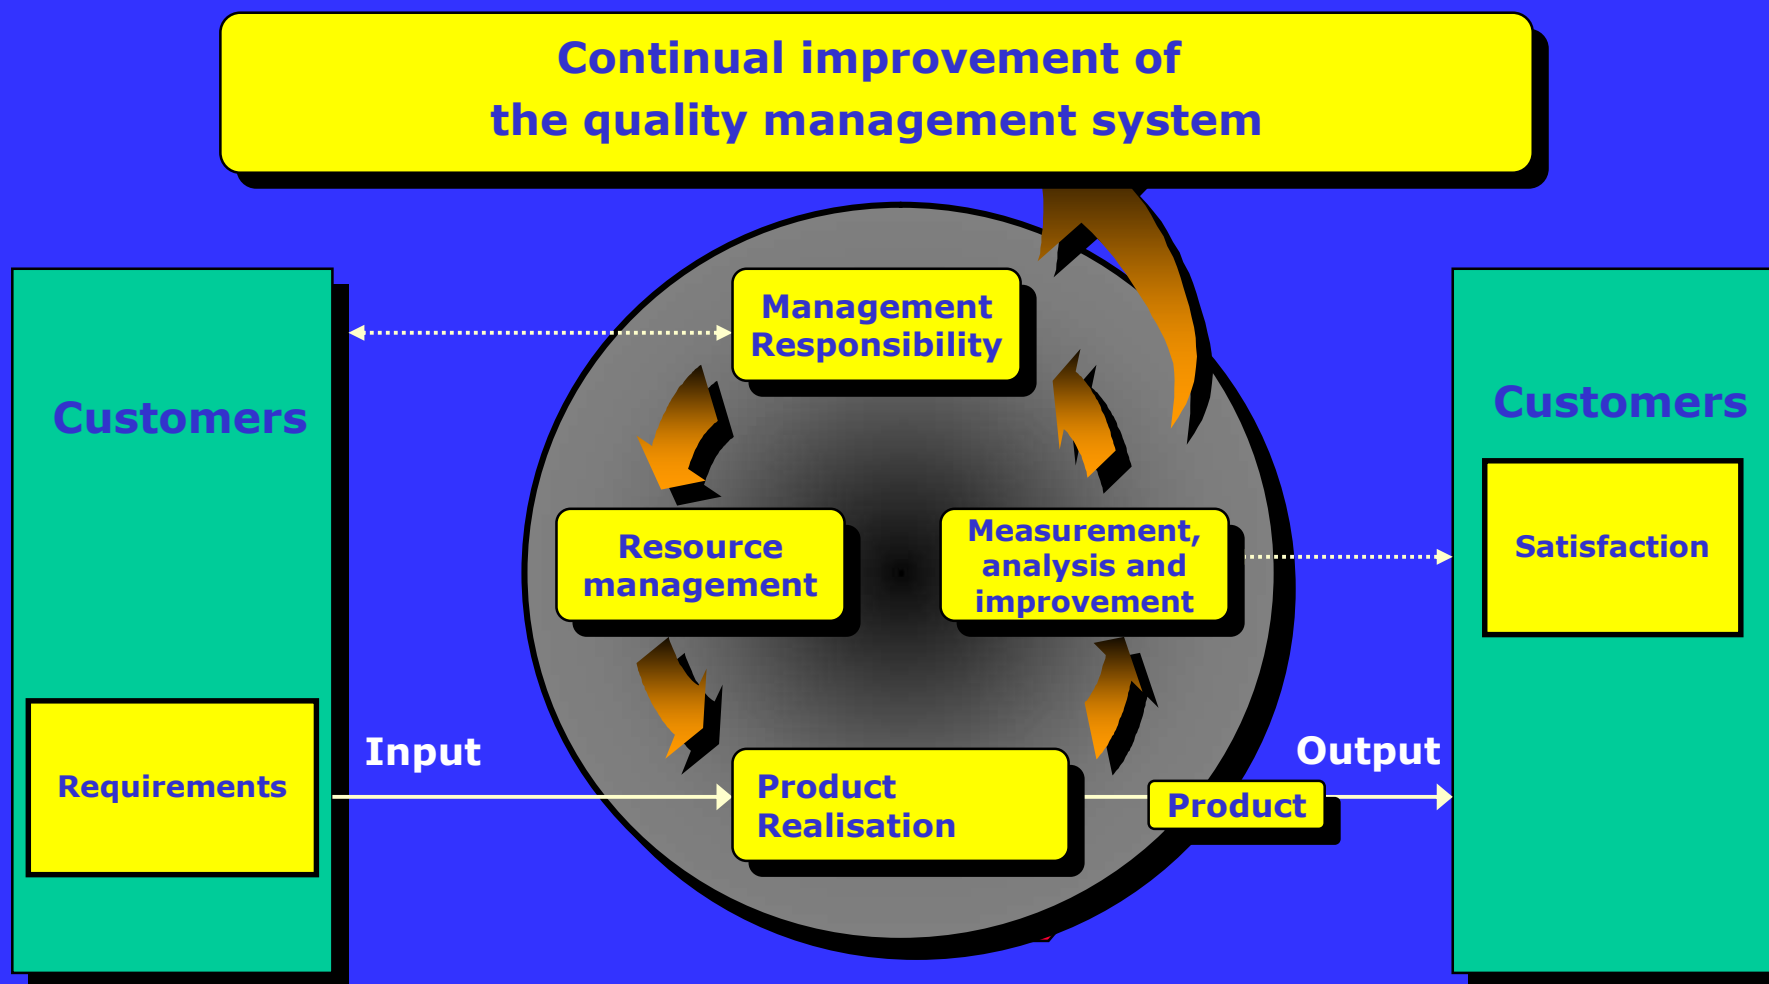 Continual improvement of
the quality management system
Management
Responsibility
Customers
Customers
Resource
management
Measurement,
analysis and
improvement
Satisfaction
Input
Output
Requirements
Product
Realisation
Product